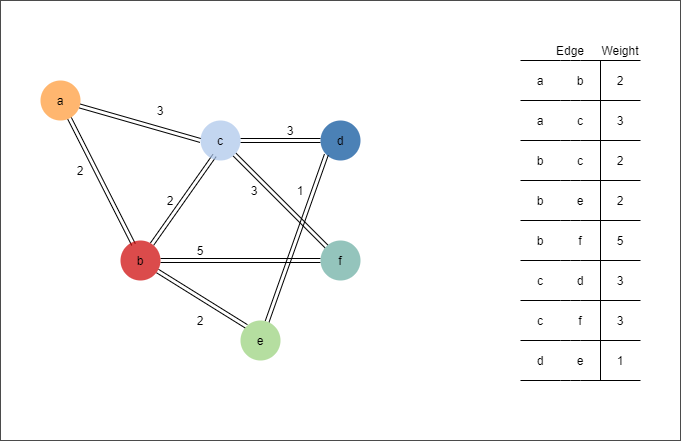 Edge Weight
a b 2
a c 3
b c 2
b e 2
b f 5
c d 3
c f 3
d e 1
a
3
c
3
d
2
2
3
1
b
5
f
2
e